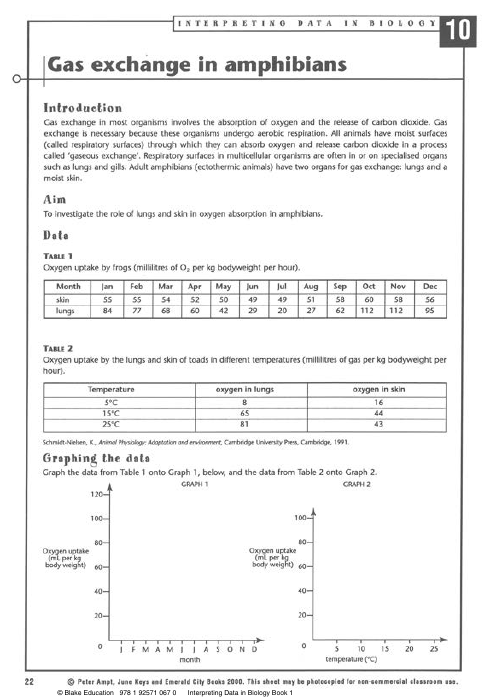 INTERPRETING DATA IN BIOLOGY 10
Gas exchange in amphibians
Introduction
Gas exchange in most organisms involves the absorption of oxygen and the release of carbon dioxide. Gas
exchange is necessary because these organisms undergo aerobic respiration. All animals have moist surfaces
(called respiratory surfaces) through which they can absorb oxygen and release carbon dioxide in a process
called 'gaseous exchange'. Respiratory surfaces in multicellular organisms are often in or on specialised organs
such as lungs and gills. Adult amphibians (ectothermic animals) have two organs for gas exchange: lungs and a
moist skin.
Aim
To investigate the role of lungs and skin in oxygen absorption in amphibians.
Data
TABLE 1
Oxygen uptake by frogs (millilitres of O₂ per kg bodyweight per hour).
Month Jan Feb Mar Apr May Jun Jul Aug Sep Oct Nov Dec
skin 55 55 54 52 50 49 49 51 58 60 58 56
lungs 84 77 68 60 42 29 20 27 62 112 112 95
TABLE 2
Oxygen uptake by the lungs and skin of toads in different temperatures (millilitres of gas per kg bodyweight per
hour).
Temperature oxygen in lungs oxygen in skin
5°C 8 16
15°C 65 44
25°C 81 43
Schmidt-Nielsen, K., Animal Physiology: Adaptation and environment, Cambridge University Press, Cambridge, 1991.
Graphing the data
Graph the data from Table 1 onto Graph 1, below, and the data from Table 2 onto Graph 2.
GRAPH 1
120
100
80
Oxygen uptake
(mL per kg
body weight)
60
40
20
0
J F M A M J J A S O N D
month
GRAPH 2
100
80
Oxygen uptake
(mL per kg
body weight)
60
40
20
0
5 10 15 20 25
temperature (°C)
22 © Peter Ampt, June Keys and Emerald City Books 2000. This sheet may be photocopied for non-commercial classroom use.
© Blake Education 978 1 92571 067 0 Interpreting Data in Biology Book 1